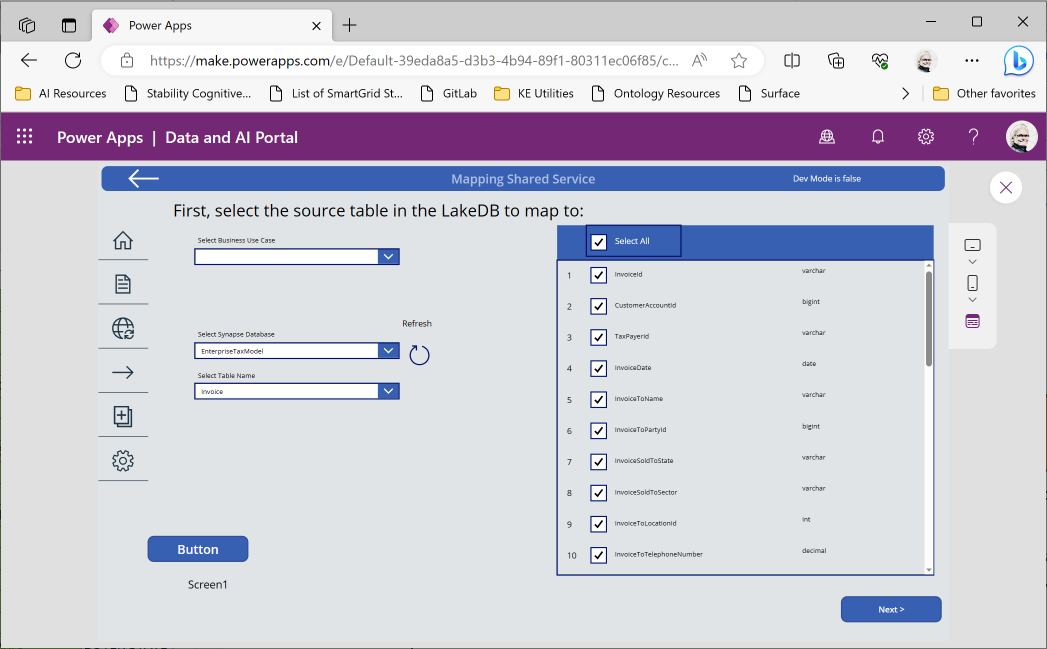 Power Apps
https://make.powerapps.com/e/Default-39eda8a5-d3b3-4b94-89f1-80311ec06f85/c...
AI Resources
Stability Cognitive...
List of SmartGrid St...
GitLab
KE Utilities
Ontology Resources
Surface
Other favorites
Power Apps | Data and AI Portal
Mapping Shared Service
Dev Mode is false
First, select the source table in the LakeDB to map to:
Select Business Use Case
Refresh
Select Synapse Database
EnterpriseTaxModel
Select Table Name
Invoice
Button
Screen1
Select All
1 InvoiceId varchar
2 CustomerAccountId bigint
3 TaxPayerId varchar
4 InvoiceDate date
5 InvoiceToName varchar
6 InvoiceToPartyId bigint
7 InvoiceSoldToState varchar
8 InvoiceSoldToSector varchar
9 InvoiceToLocationId int
10 InvoiceToTelephoneNumber decimal
Next >